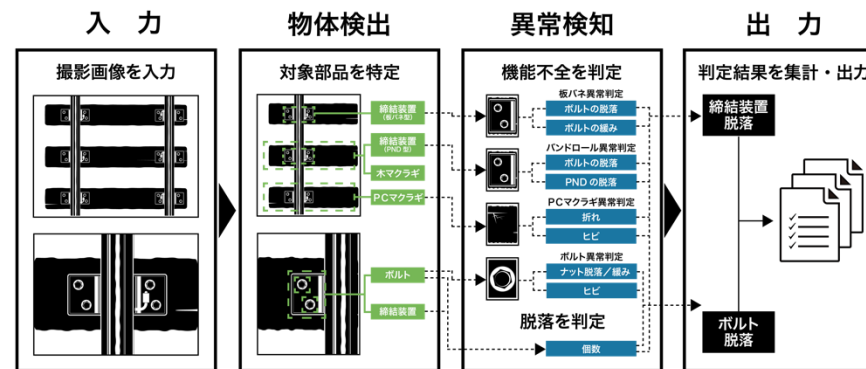 入　力
物体検出
異常検知
出　力
撮影画像を入力
対象部品を特定
締結装置
(板バネ型)
締結装置
(PND型)
木マクラギ
PCマクラギ
ボルト
締結装置
機能不全を判定
板バネ異常判定
ボルトの脱落
ボルトの緩み
パンドロール異常判定
ボルトの脱落
PNDの脱落
PCマクラギ異常判定
折れ
ヒビ
ボルト異常判定
ナット脱落／緩み
ヒビ
脱落を判定
個数
判定結果を集計・出力
締結装置
脱落
ボルト
脱落